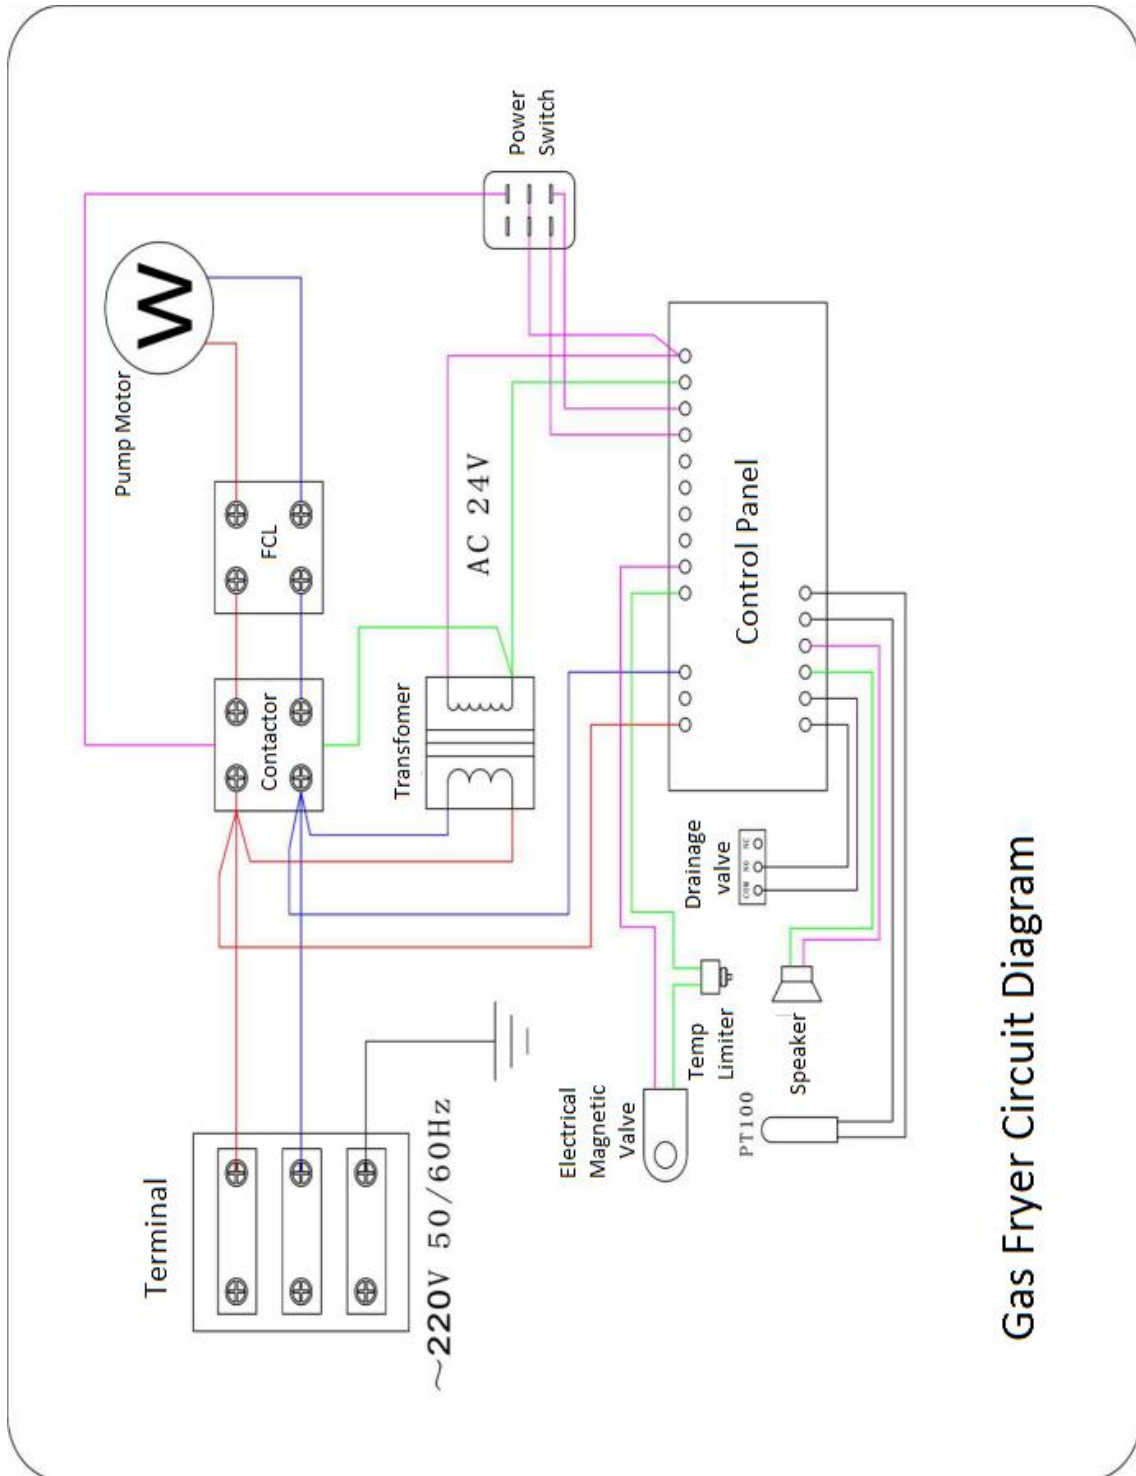 Terminal
~220V 50/60Hz
Contactor
FCL
Pump Motor
W
Power
Switch
Transfomer
AC 24V
Control Panel
Electrical
Magnetic
Valve
Temp
Limiter
Drainage
valve
COM NO NC
Speaker
PT100
Gas Fryer Circuit Diagram